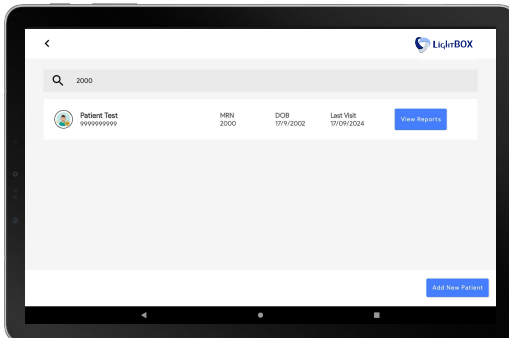 LightBOX
2000
Patient Test
9999999999
MRN
2000
DOB
17/9/2002
Last Visit
17/09/2024
View Reports
Add New Patient